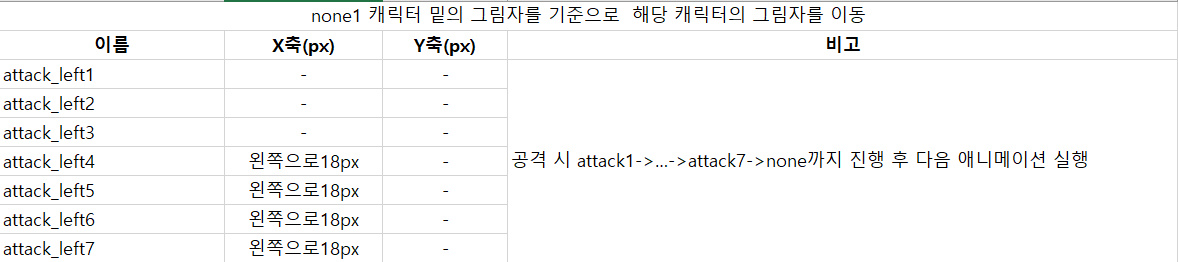 none1 캐릭터 밑의 그림자를 기준으로 해당 캐릭터의 그림자를 이동
이름 X축(px) Y축(px) 비고
attack_left1 - -
attack_left2 - -
attack_left3 - -
attack_left4 왼쪽으로18px - 공격 시 attack1->...->attack7->none까지 진행 후 다음 애니메이션 실행
attack_left5 왼쪽으로18px -
attack_left6 왼쪽으로18px -
attack_left7 왼쪽으로18px -